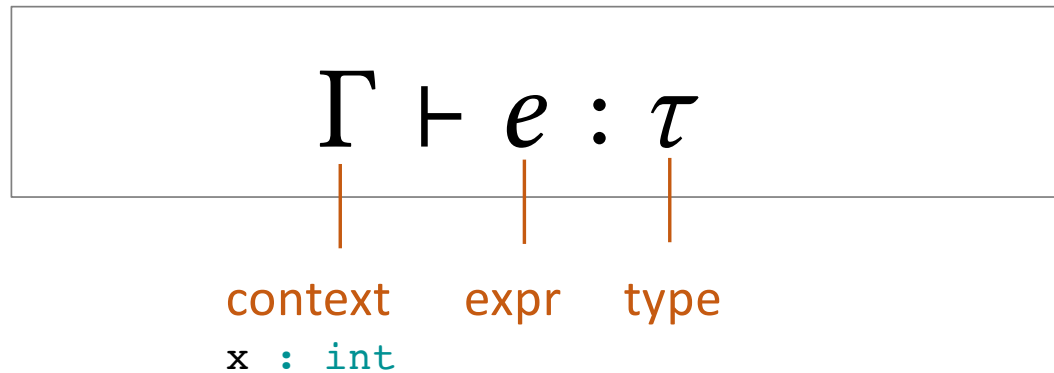 Γ ⊢ e : τ
context expr type
x : int